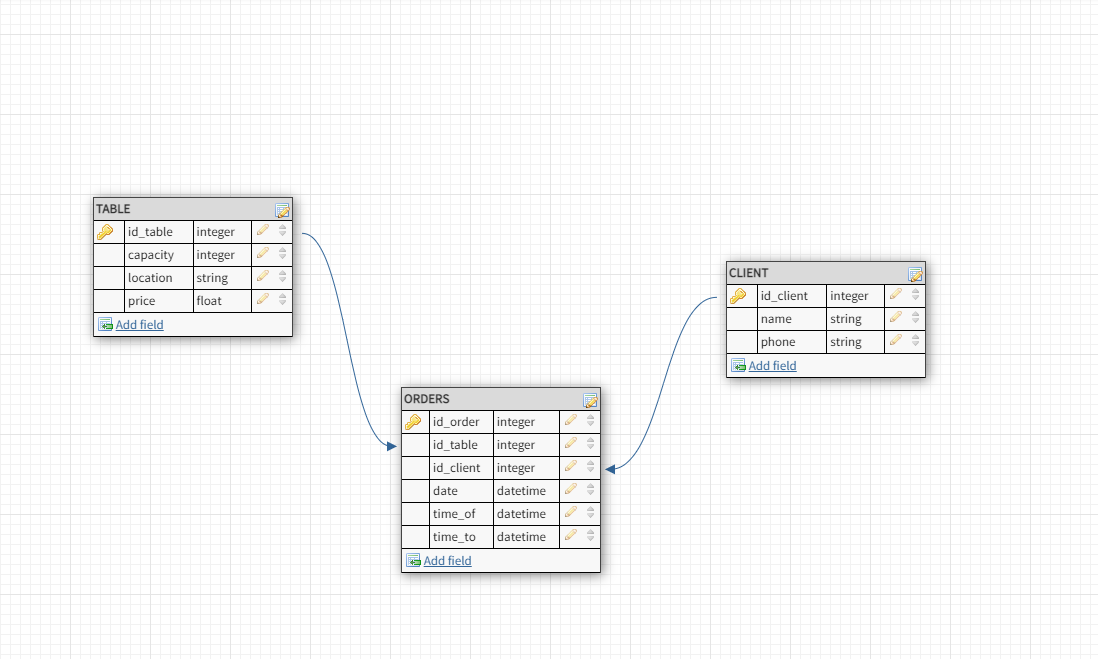 TABLE
id_table integer
capacity integer
location string
price float
Add field
CLIENT
id_client integer
name string
phone string
Add field
ORDERS
id_order integer
id_table integer
id_client integer
date datetime
time_of datetime
time_to datetime
Add field